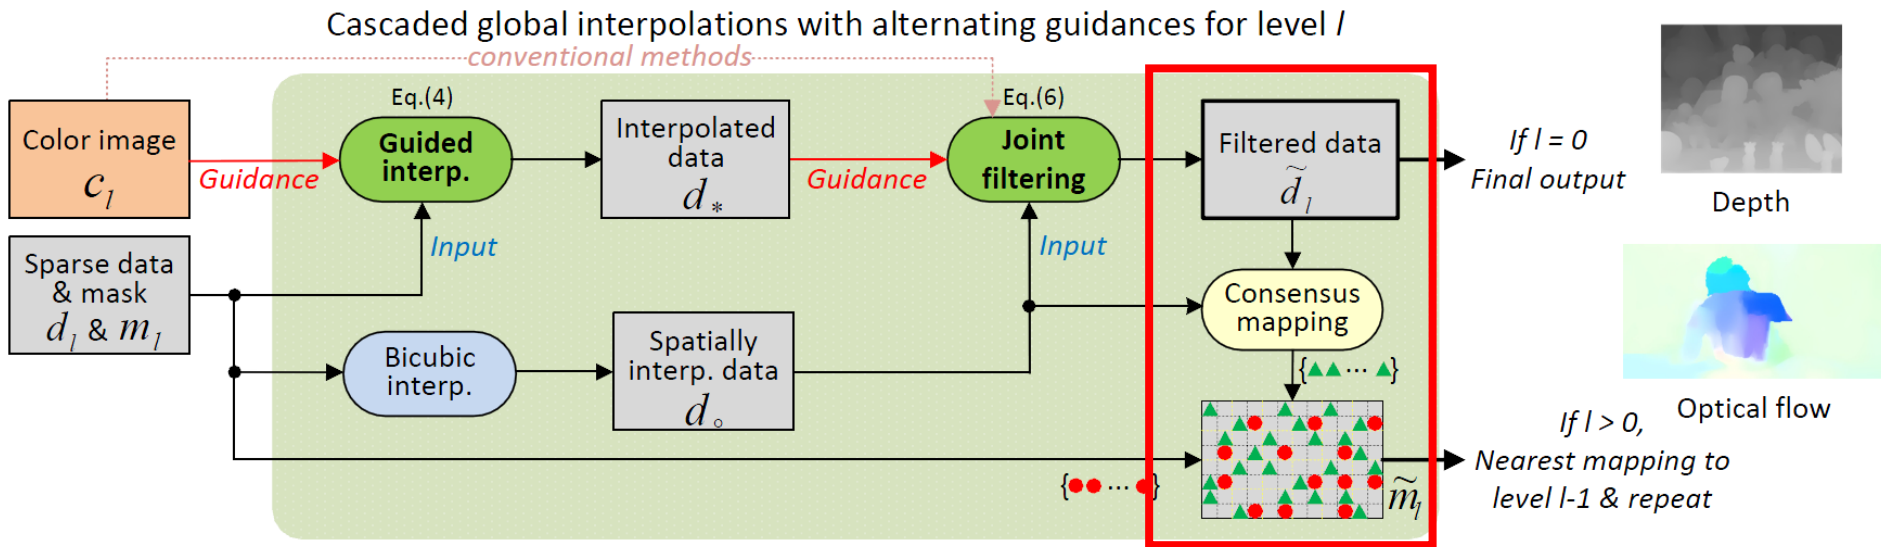 Cascaded global interpolations with alternating guidances for level l
conventional methods
Color image
c_l
Guidance
Eq.(4)
Guided
interp.
Input
Interpolated
data
d_*
Guidance
Eq.(6)
Joint
filtering
Input
Filtered data
d̃_l
If l = 0
Final output
Depth
Sparse data
& mask
d_l & m_l
Bicubic
interp.
Spatially
interp. data
d_○
Consensus
mapping
{▲▲ ··· ▲}
{●● ··· ●}
m̃_l
Optical flow
If l > 0,
Nearest mapping to
level l-1 & repeat